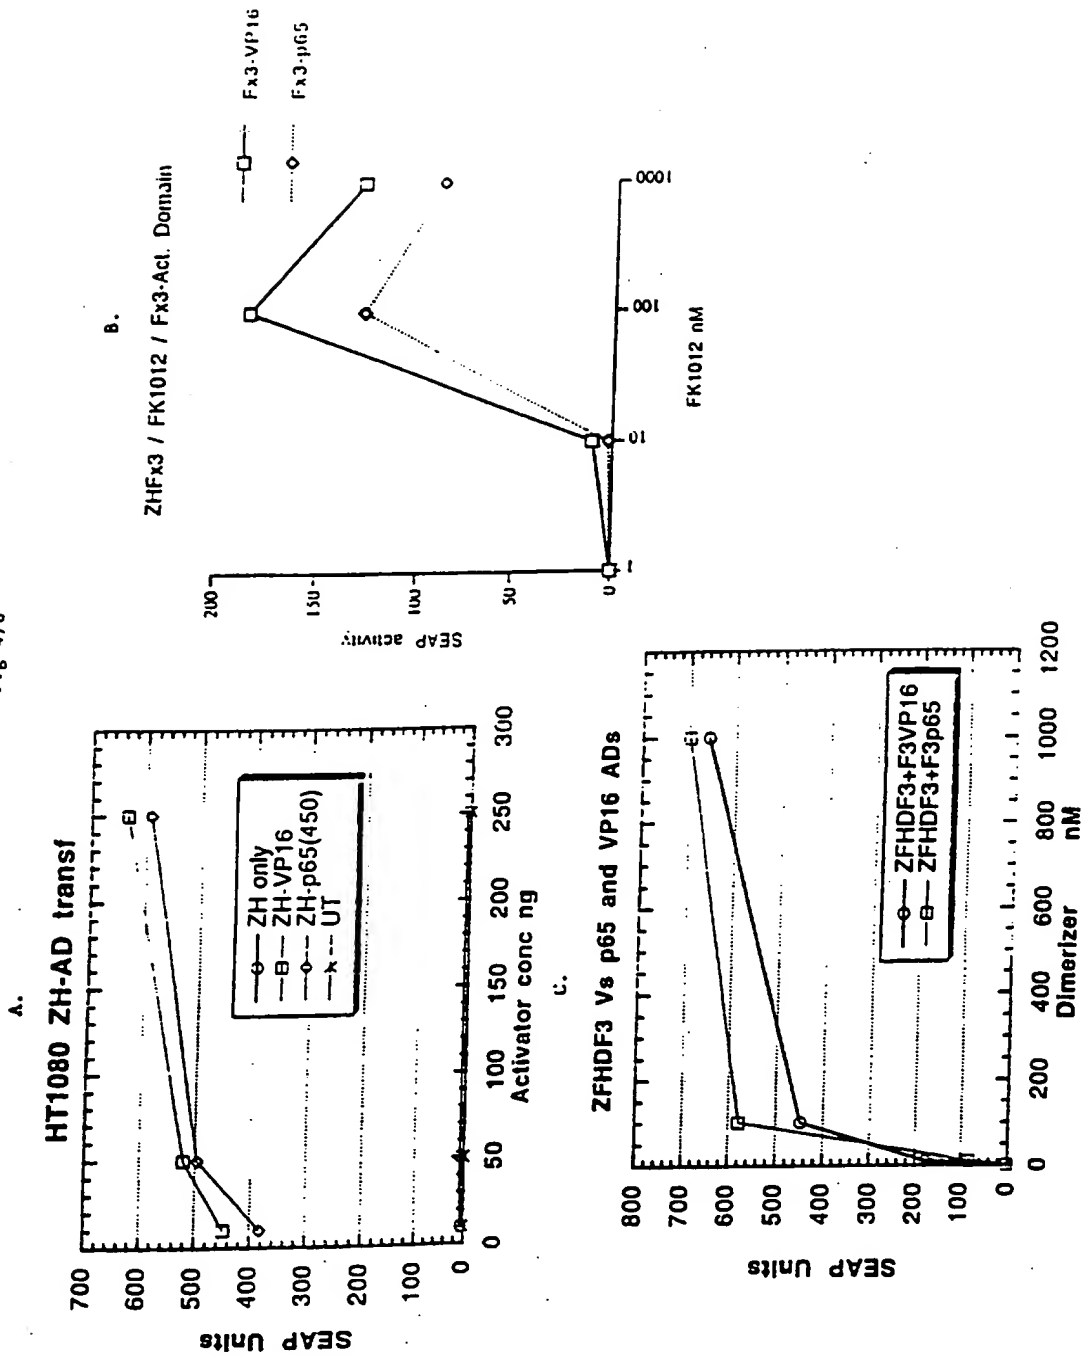 A.
HT1080 ZH-AD transf
SEAP Units
700
600
500
400
300
200
100
0
0
50
100
150
200
250
300
Activator conc ng
ZH only
ZH-VP16
ZH-p65(450)
UT
B.
ZHFx3 / FK1012 / Fx3-Act. Domain
SEAP activity
200
150
100
50
0
1
10
100
1000
FK1012 nM
Fx3-VP16
Fx3-p65
C.
ZFHDF3 Vs p65 and VP16 ADs
SEAP Units
800
700
600
500
400
300
200
100
0
0
200
400
600
800
1000
1200
Dimerizer nM
ZFHDF3+F3VP16
ZFHDF3+F3p65